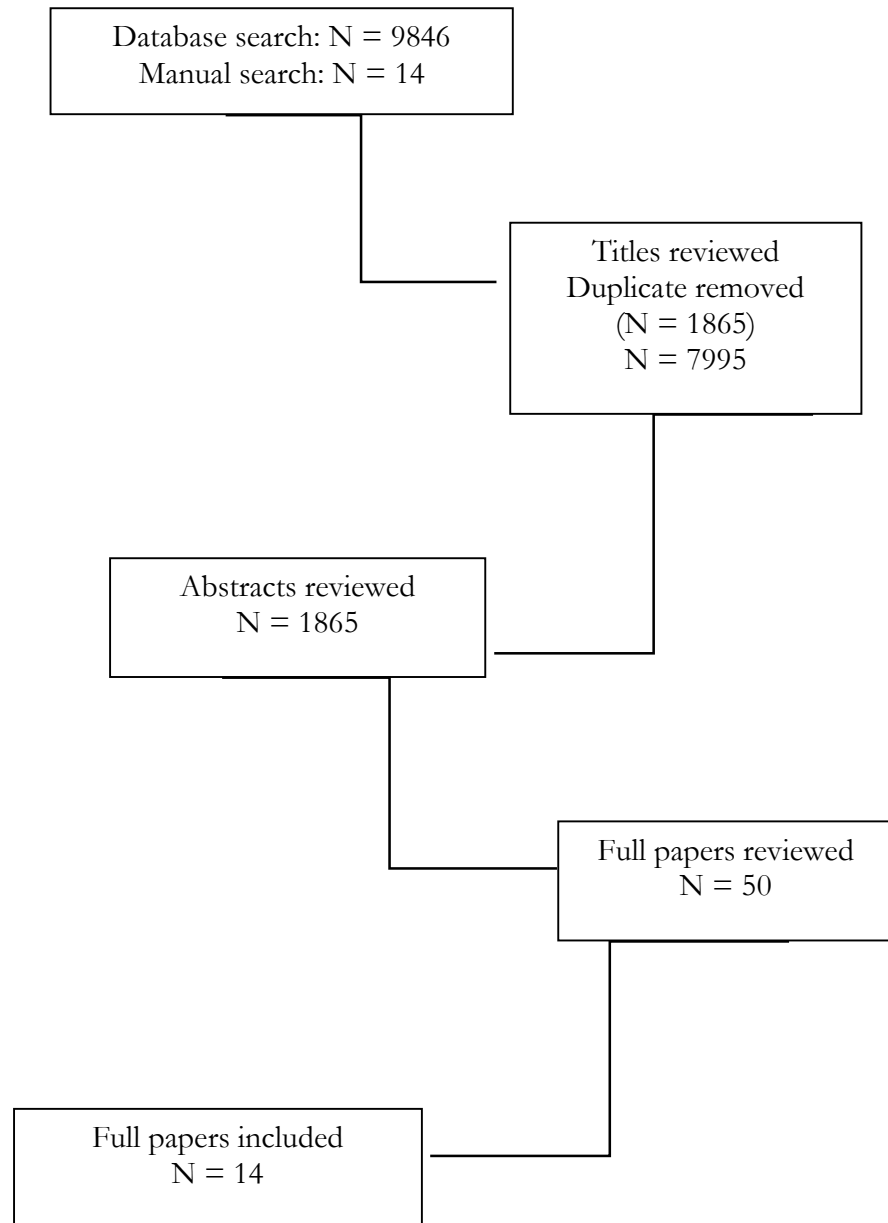 Database search: N = 9846
Manual search: N = 14
Titles reviewed
Duplicate removed
(N = 1865)
N = 7995
Abstracts reviewed
N = 1865
Full papers reviewed
N = 50
Full papers included
N = 14